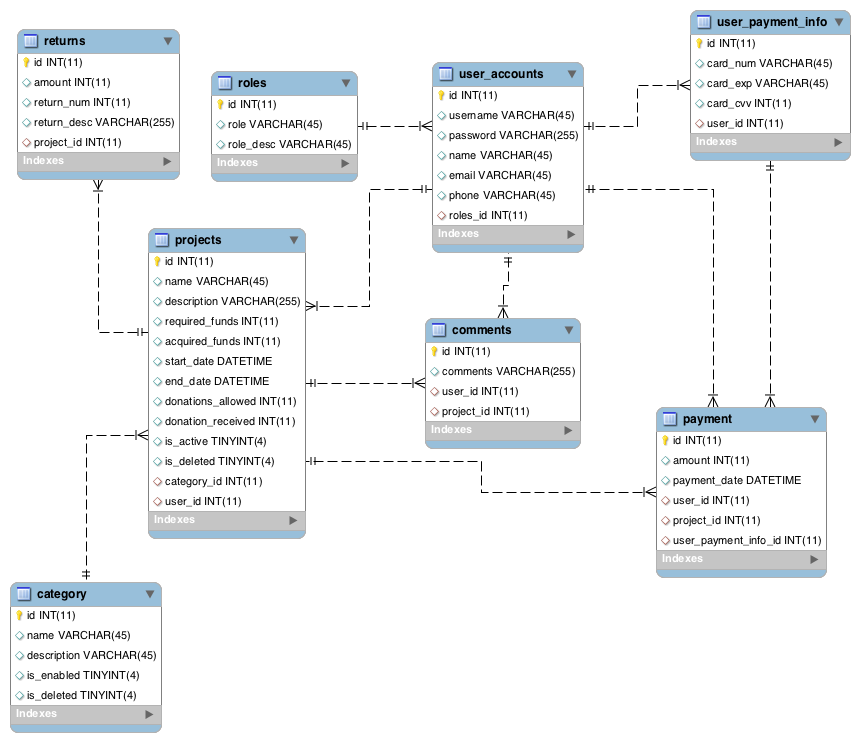 returns
id INT(11)
amount INT(11)
return_num INT(11)
return_desc VARCHAR(255)
project_id INT(11)
Indexes
roles
id INT(11)
role VARCHAR(45)
role_desc VARCHAR(45)
Indexes
user_accounts
id INT(11)
username VARCHAR(45)
password VARCHAR(255)
name VARCHAR(45)
email VARCHAR(45)
phone VARCHAR(45)
roles_id INT(11)
Indexes
user_payment_info
id INT(11)
card_num VARCHAR(45)
card_exp VARCHAR(45)
card_cvv INT(11)
user_id INT(11)
Indexes
projects
id INT(11)
name VARCHAR(45)
description VARCHAR(255)
required_funds INT(11)
acquired_funds INT(11)
start_date DATETIME
end_date DATETIME
donations_allowed INT(11)
donation_received INT(11)
is_active TINYINT(4)
is_deleted TINYINT(4)
category_id INT(11)
user_id INT(11)
Indexes
comments
id INT(11)
comments VARCHAR(255)
user_id INT(11)
project_id INT(11)
Indexes
payment
id INT(11)
amount INT(11)
payment_date DATETIME
user_id INT(11)
project_id INT(11)
user_payment_info_id INT(11)
Indexes
category
id INT(11)
name VARCHAR(45)
description VARCHAR(45)
is_enabled TINYINT(4)
is_deleted TINYINT(4)
Indexes